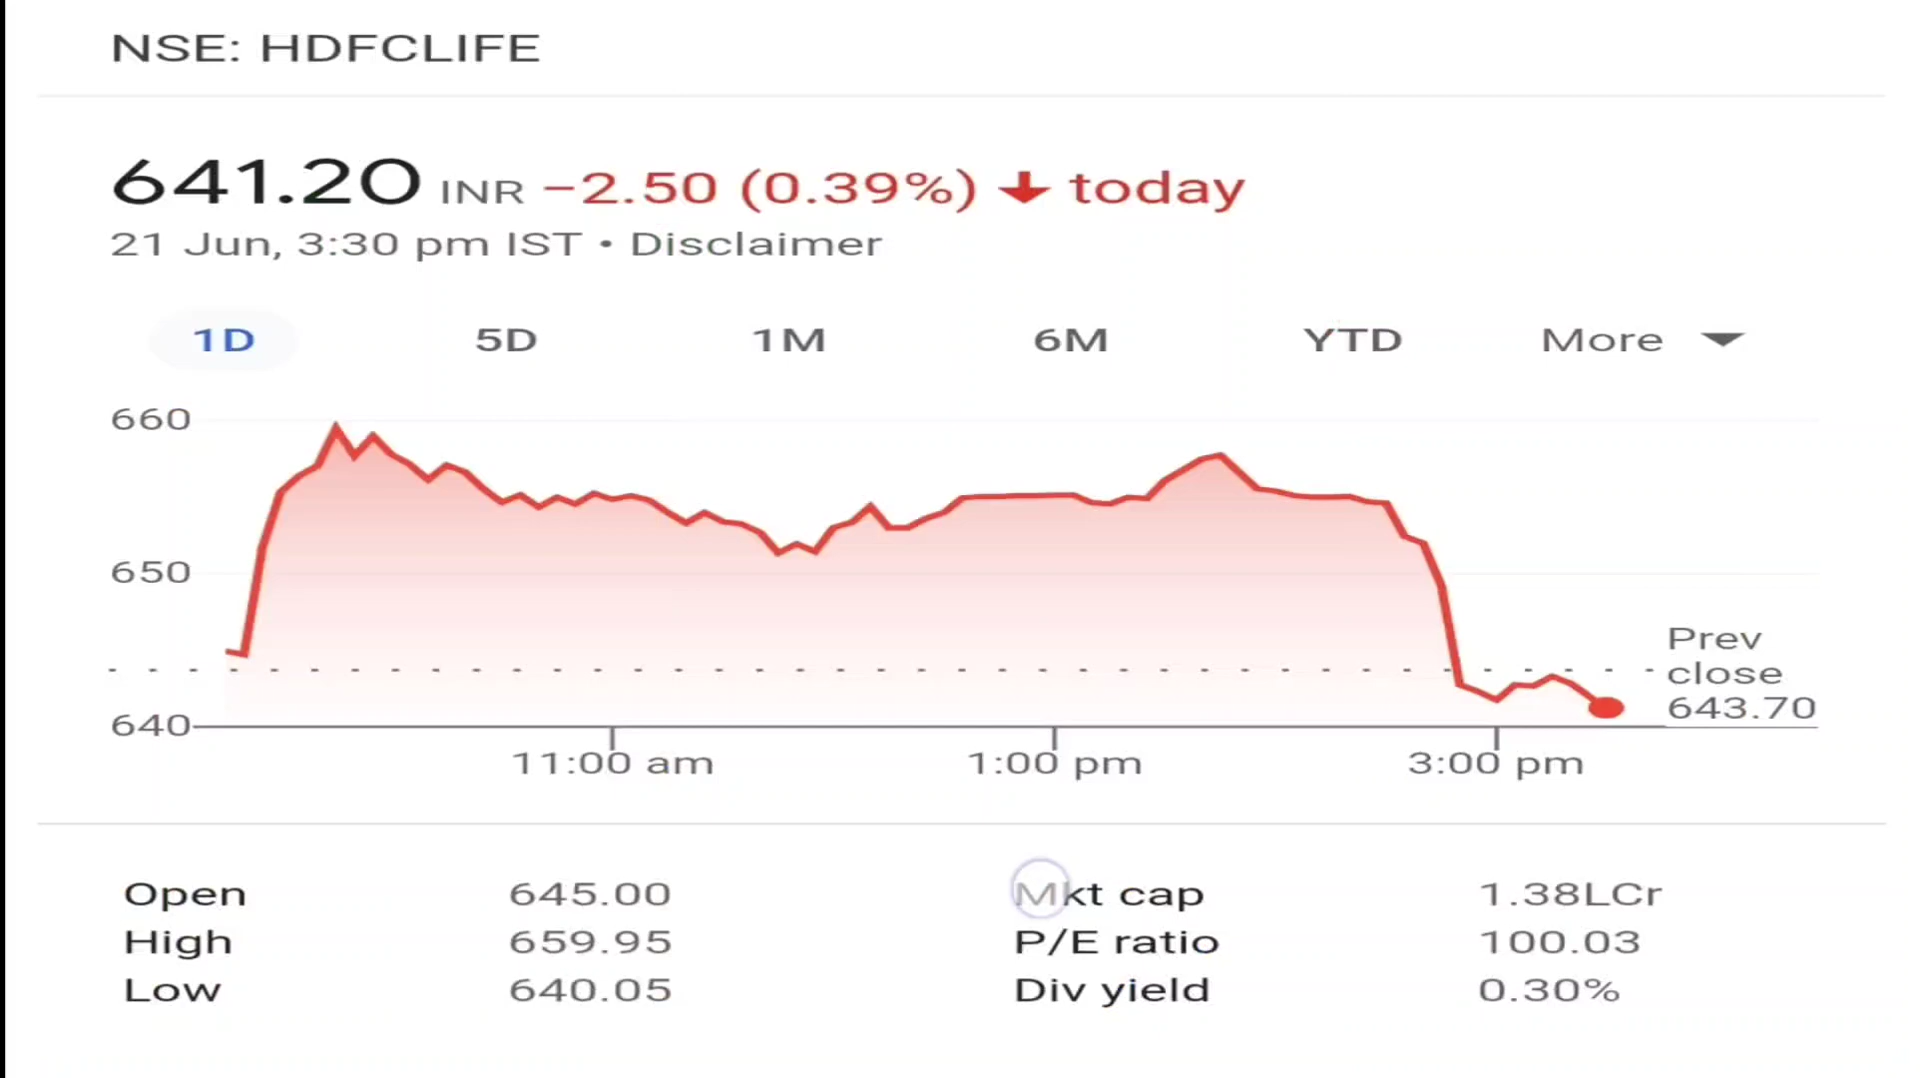 NSE: HDFCLIFE
641.20 INR −2.50 (0.39%) ↓ today
21 Jun, 3:30 pm IST • Disclaimer
1D 5D 1M 6M YTD More
660
650
640
Prev
close
643.70
11:00 am 1:00 pm 3:00 pm
Open 645.00 Mkt cap 1.38LCr
High 659.95 P/E ratio 100.03
Low 640.05 Div yield 0.30%